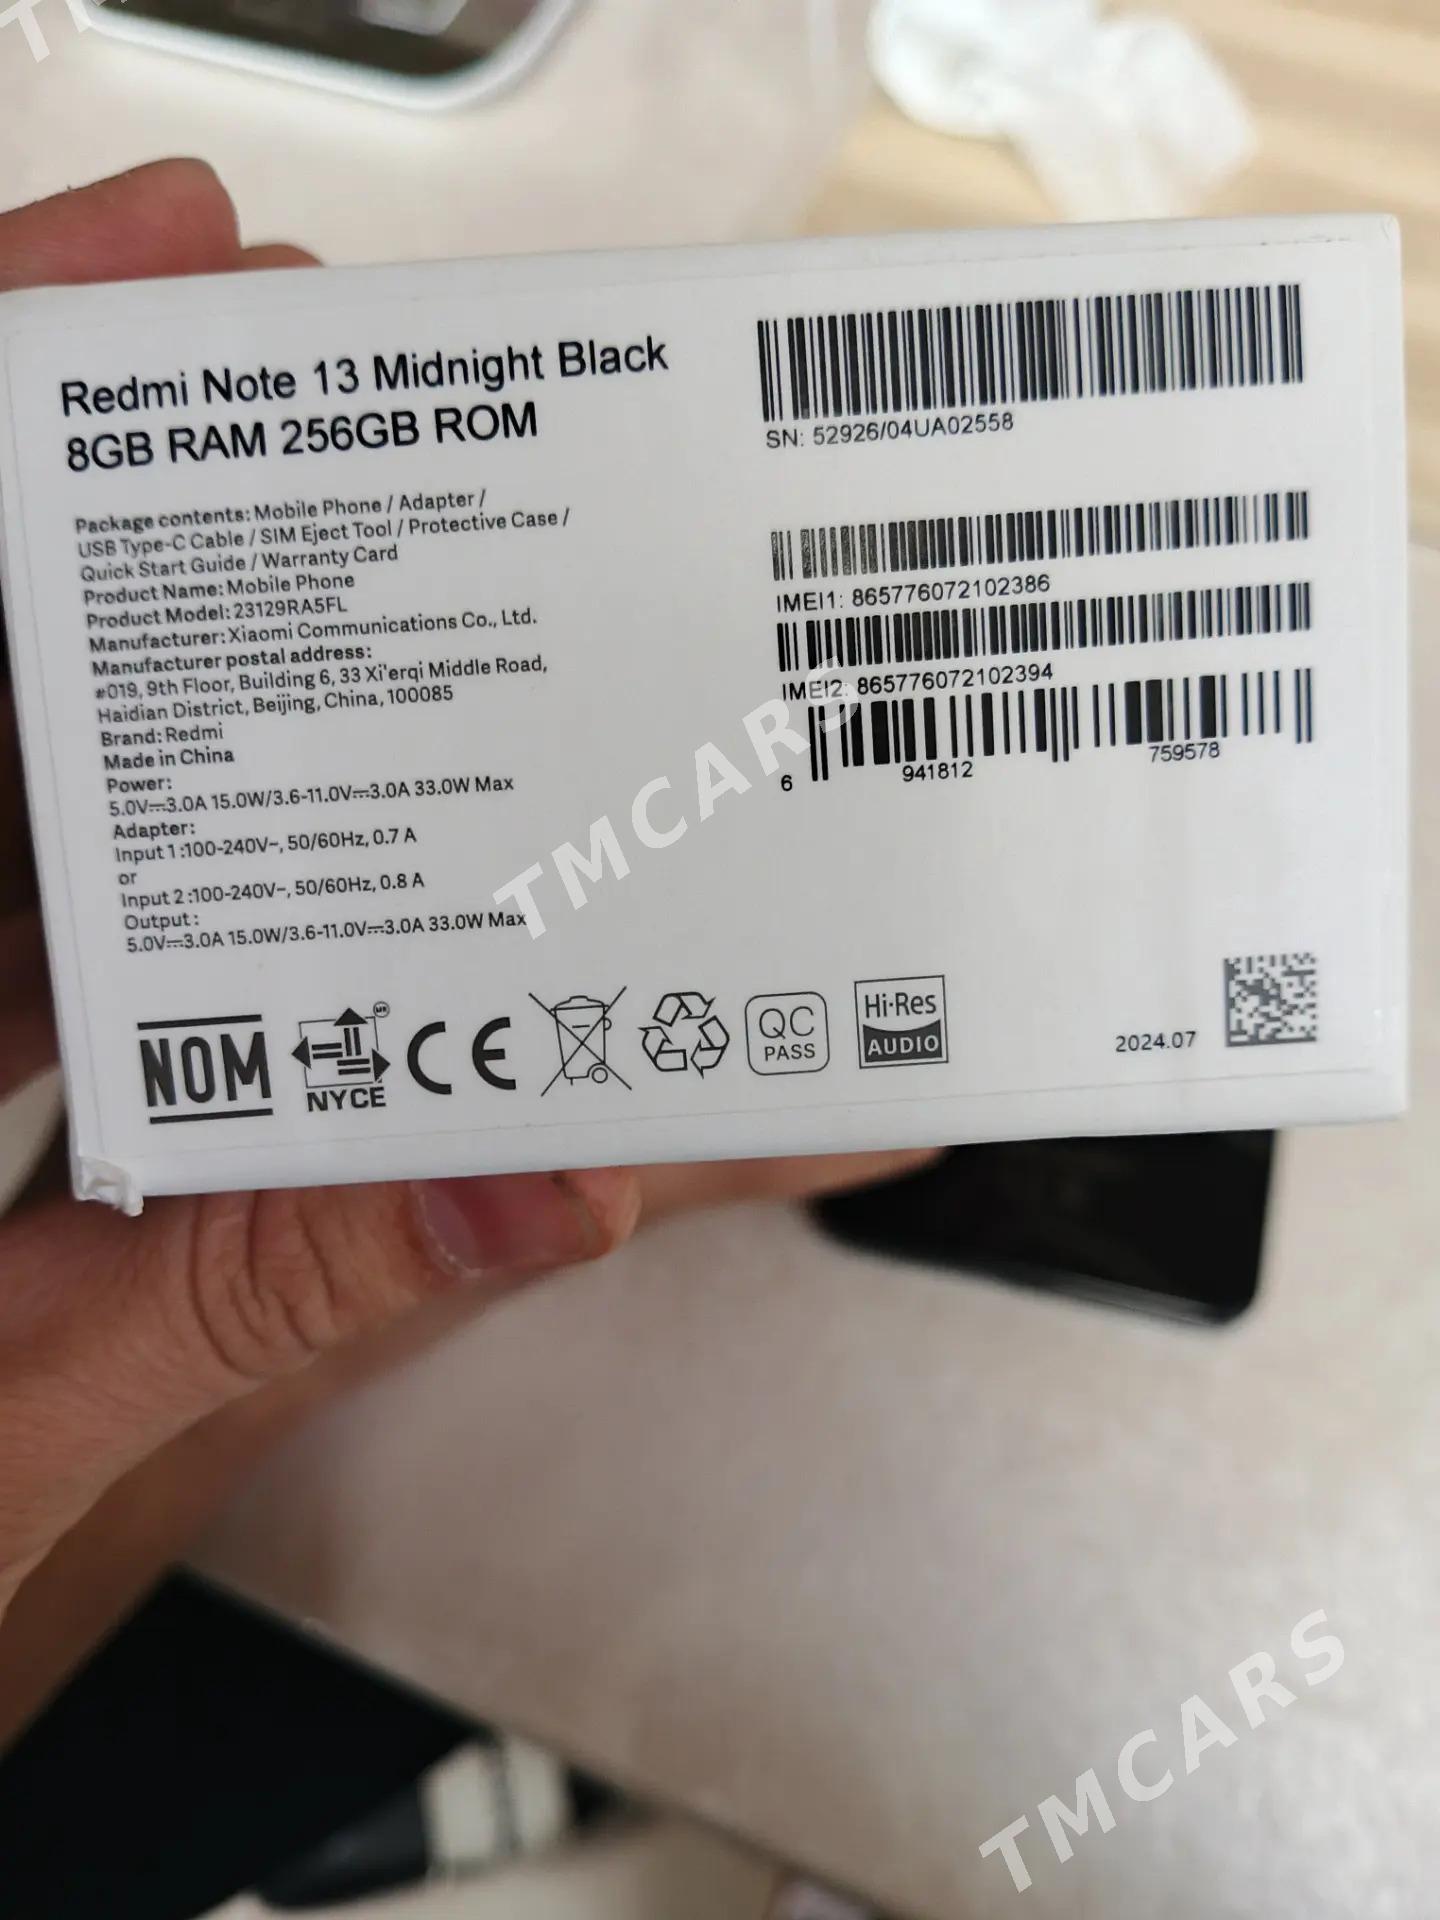 Redmi Note 13 Midnight Black
8GB RAM 256GB ROM
Package contents: Mobile Phone / Adapter /
USB Type-C Cable / SIM Eject Tool / Protective Case /
Quick Start Guide / Warranty Card
Product Name: Mobile Phone
Product Model: 23129RA5FL
Manufacturer: Xiaomi Communications Co., Ltd.
Manufacturer postal address:
#019, 9th Floor, Building 6, 33 Xi'erqi Middle Road,
Haidian District, Beijing, China, 100085
Brand: Redmi
Made in China
Power:
5.0V⎓3.0A 15.0W/3.6-11.0V⎓3.0A 33.0W Max
Adapter:
Input 1 :100-240V~, 50/60Hz, 0.7 A
or
Input 2 :100-240V~, 50/60Hz, 0.8 A
Output :
5.0V⎓3.0A 15.0W/3.6-11.0V⎓3.0A 33.0W Max
SN: 52926/04UA02558
IMEI1: 865776072102386
IMEI2: 865776072102394
6 941812 759578
NOM
NYCE
CE
QC
PASS
Hi-Res
AUDIO
2024.07
TMCARS
TMCARS